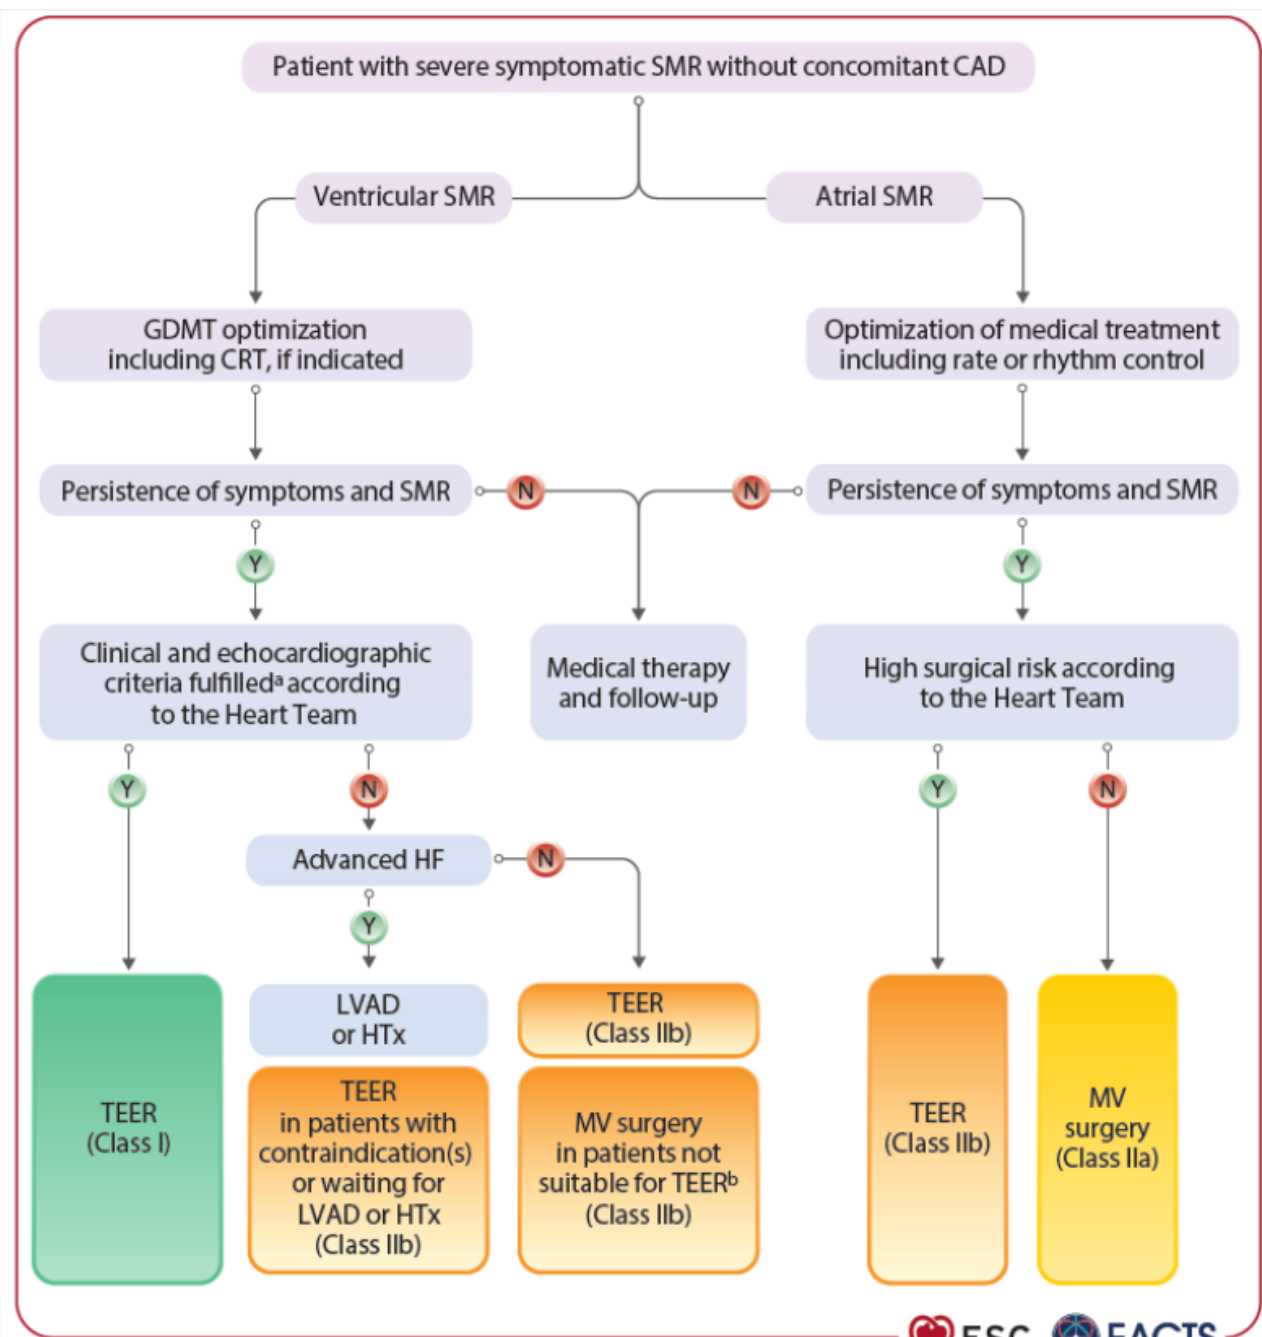 Patient with severe symptomatic SMR without concomitant CAD
Ventricular SMR
Atrial SMR
GDMT optimization
including CRT, if indicated
Optimization of medical treatment
including rate or rhythm control
Persistence of symptoms and SMR
N
N
Persistence of symptoms and SMR
Y
Y
Clinical and echocardiographic
criteria fulfilledᵃ according
to the Heart Team
Medical therapy
and follow-up
High surgical risk according
to the Heart Team
Y
N
Y
N
Advanced HF
N
Y
LVAD
or HTx
TEER
(Class IIb)
TEER
(Class I)
TEER
in patients with
contraindication(s)
or waiting for
LVAD or HTx
(Class IIb)
MV surgery
in patients not
suitable for TEERᵇ
(Class IIb)
TEER
(Class IIb)
MV
surgery
(Class IIa)
ESC
EACTS